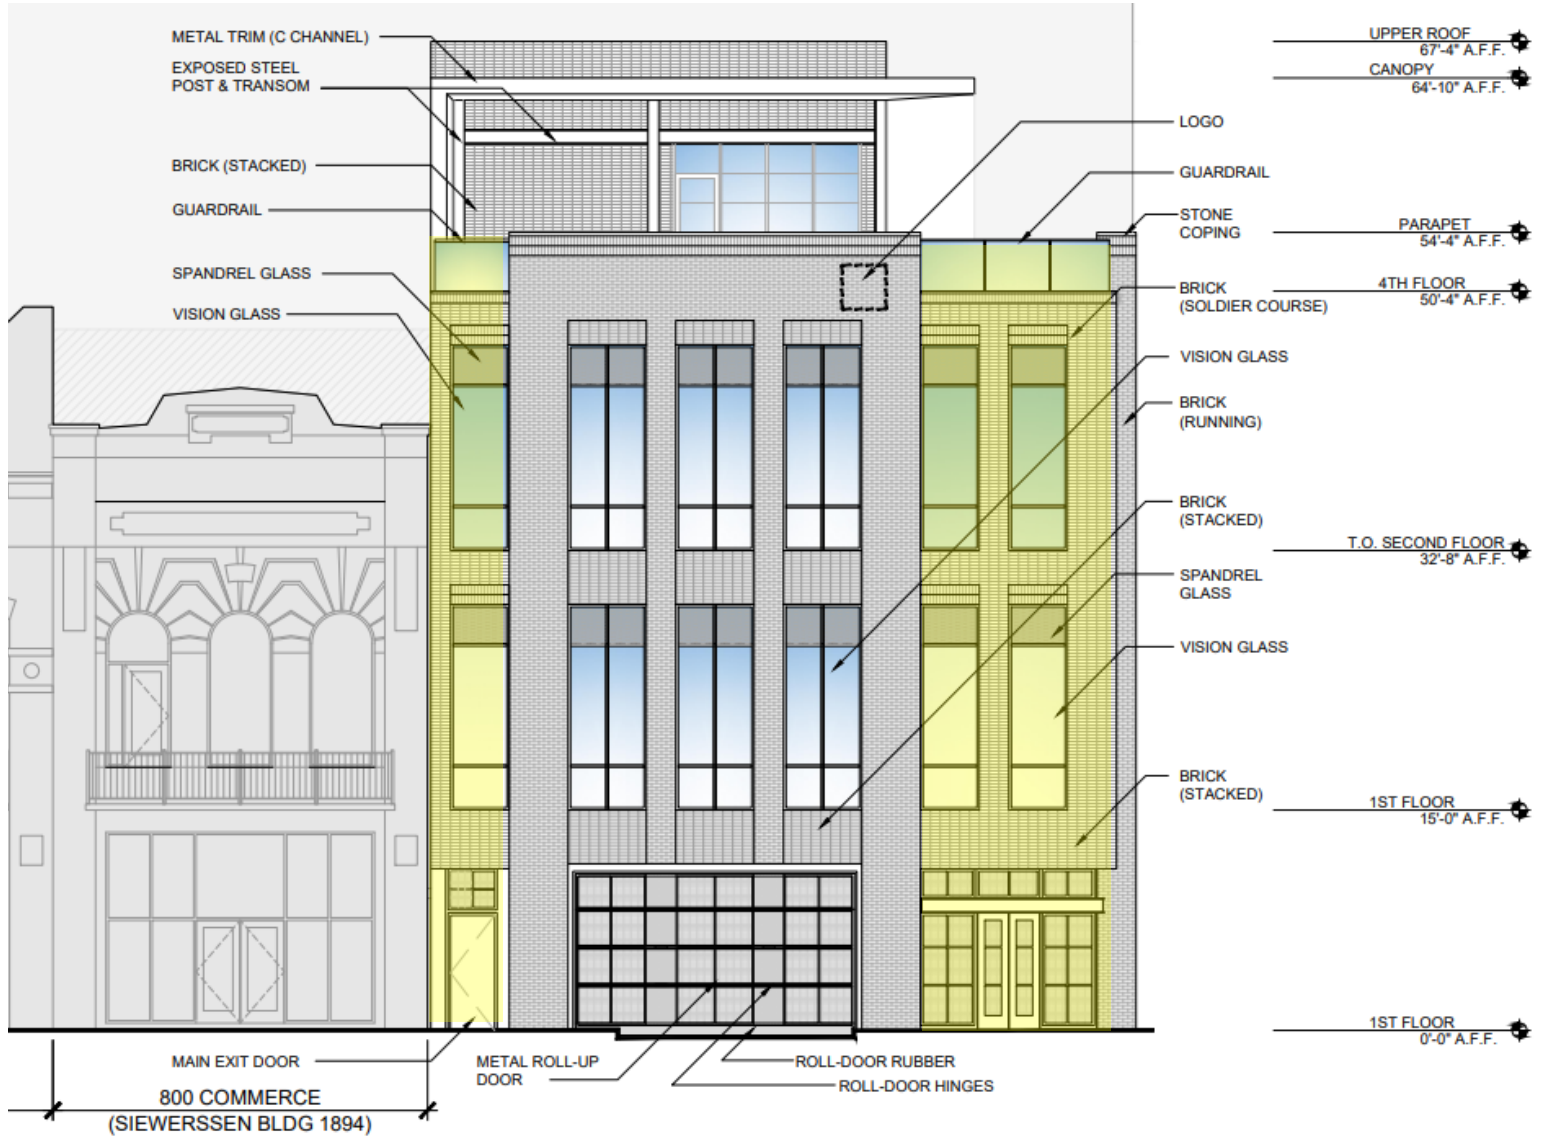 METAL TRIM (C CHANNEL)
EXPOSED STEEL
POST & TRANSOM
BRICK (STACKED)
GUARDRAIL
SPANDREL GLASS
VISION GLASS
LOGO
GUARDRAIL
STONE
COPING
BRICK
(SOLDIER COURSE)
VISION GLASS
BRICK
(RUNNING)
BRICK
(STACKED)
SPANDREL
GLASS
VISION GLASS
BRICK
(STACKED)
UPPER ROOF
67'-4" A.F.F.
CANOPY
64'-10" A.F.F.
PARAPET
54'-4" A.F.F.
4TH FLOOR
50'-4" A.F.F.
T.O. SECOND FLOOR
32'-8" A.F.F.
1ST FLOOR
15'-0" A.F.F.
1ST FLOOR
0'-0" A.F.F.
MAIN EXIT DOOR
METAL ROLL-UP
DOOR
ROLL-DOOR RUBBER
ROLL-DOOR HINGES
800 COMMERCE
(SIEWERSSEN BLDG 1894)